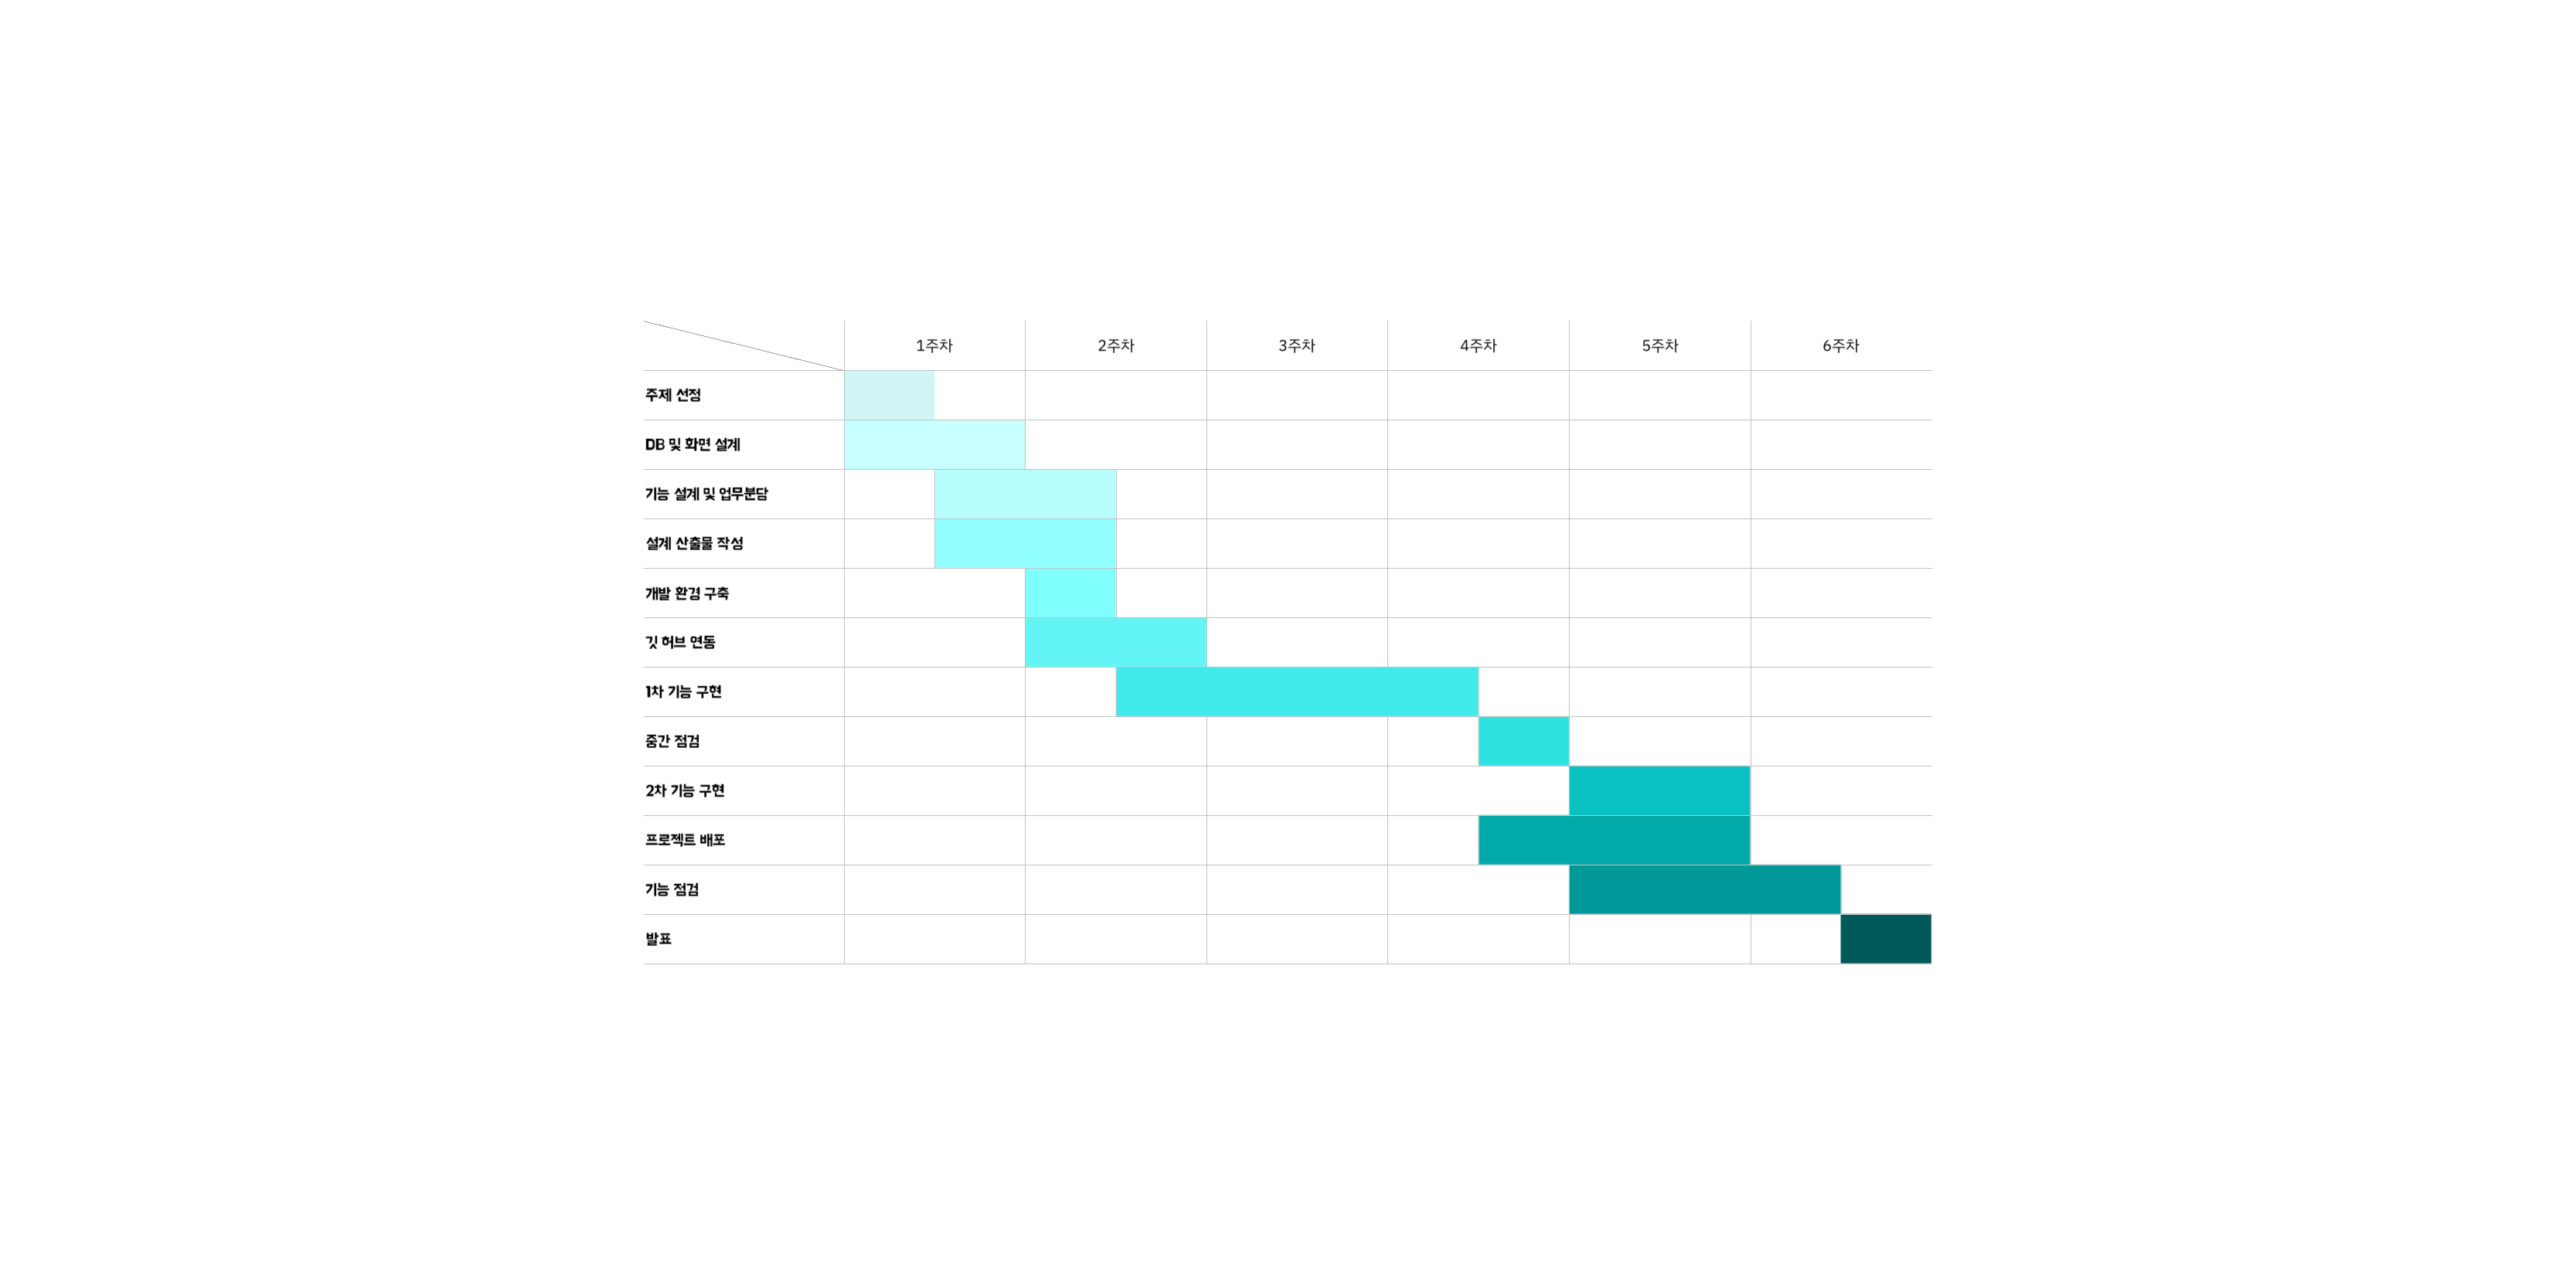 1주차 2주차 3주차 4주차 5주차 6주차
주제 선정
DB 및 화면 설계
기능 설계 및 업무분담
설계 산출물 작성
개발 환경 구축
깃 허브 연동
1차 기능 구현
중간 점검
2차 기능 구현
프로젝트 배포
기능 점검
발표